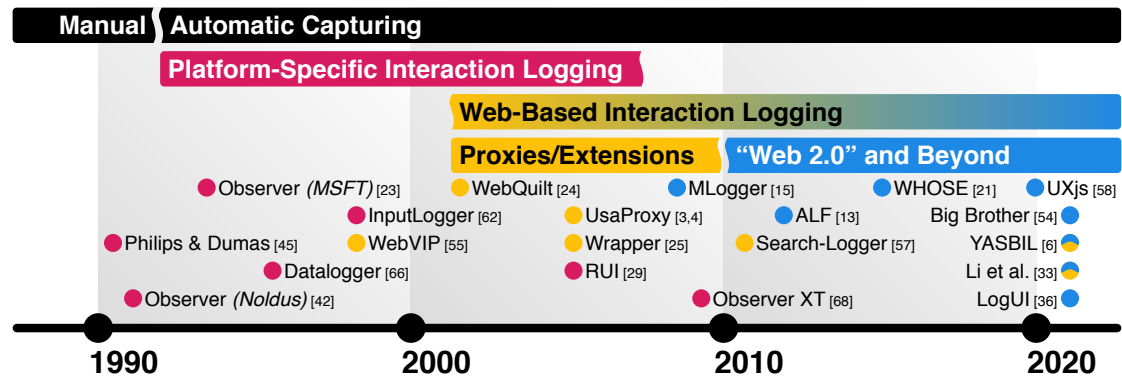 Manual Automatic Capturing
Platform-Specific Interaction Logging
Web-Based Interaction Logging
Proxies/Extensions “Web 2.0” and Beyond
Observer (MSFT) [23] WebQuilt [24] MLogger [15] WHOSE [21] UXjs [58]
InputLogger [62] UsaProxy [3,4] ALF [13] Big Brother [54]
Philips & Dumas [45] WebVIP [55] Wrapper [25] Search-Logger [57] YASBIL [6]
Datalogger [66] RUI [29] Li et al. [33]
Observer (Noldus) [42] Observer XT [68] LogUI [36]
1990 2000 2010 2020